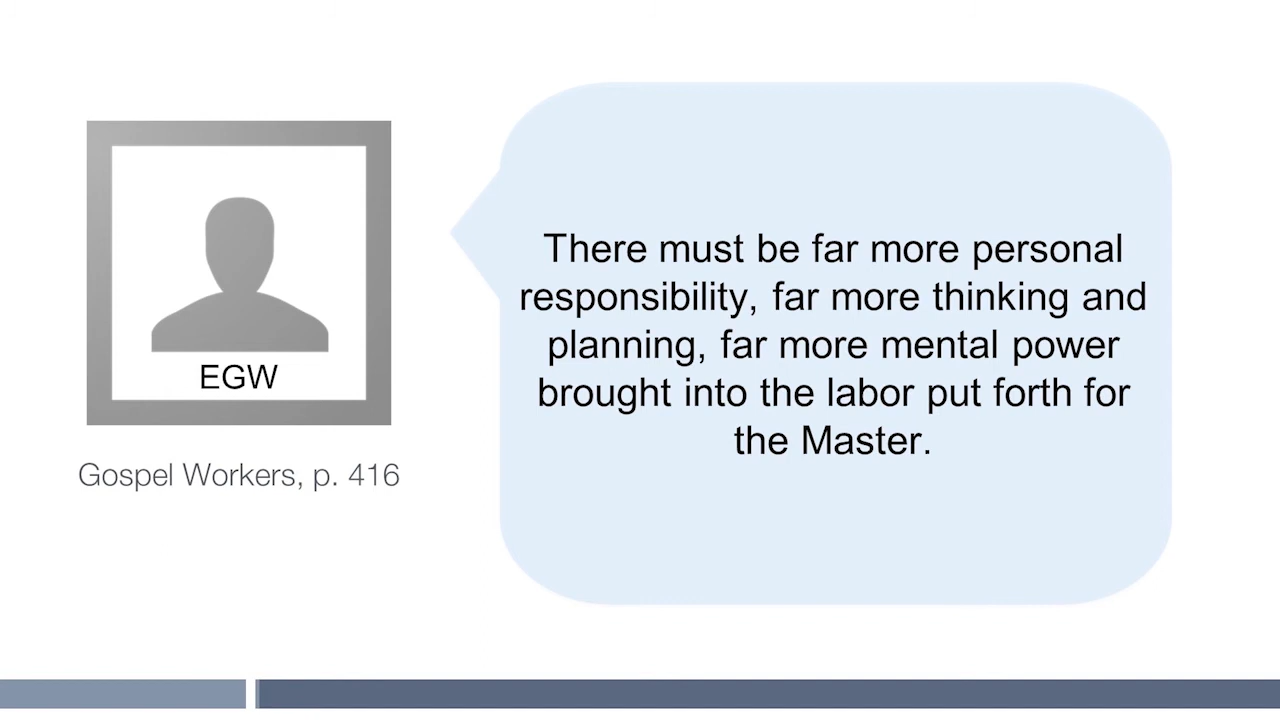 EGW
Gospel Workers, p. 416
There must be far more personal
responsibility, far more thinking and
planning, far more mental power
brought into the labor put forth for
the Master.